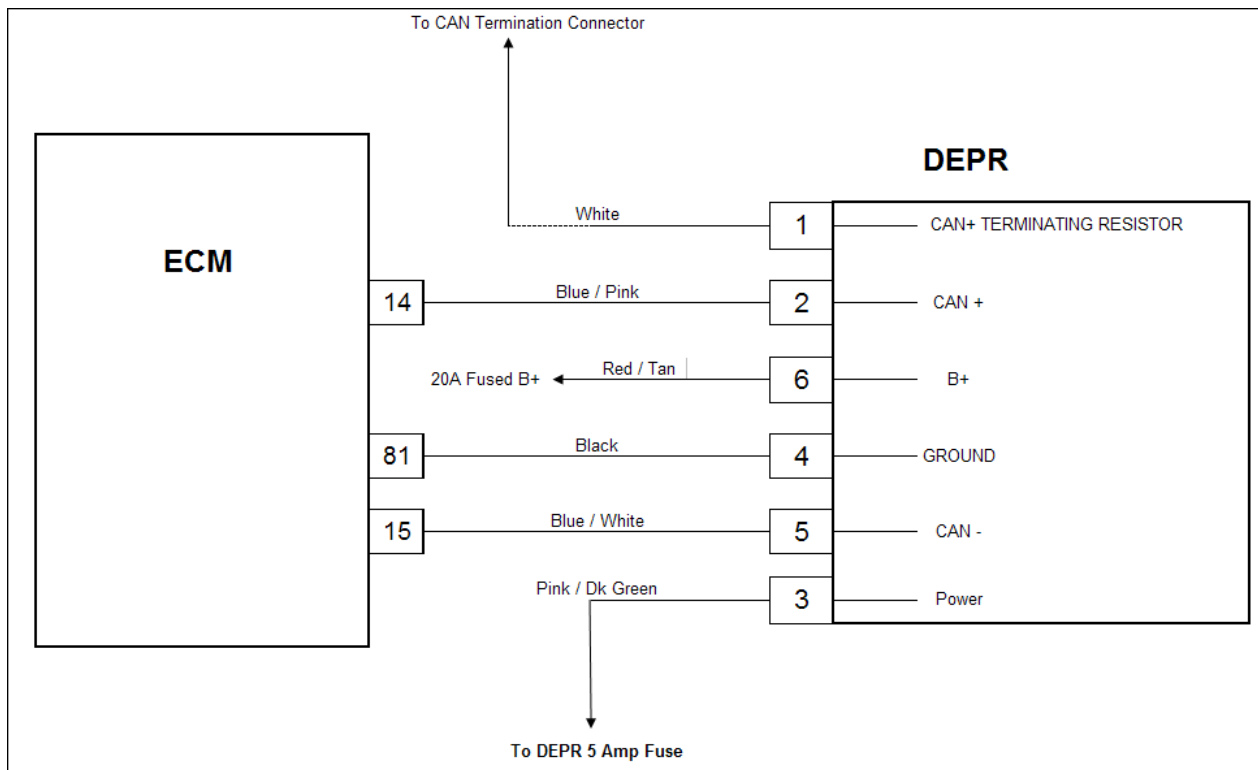 To CAN Termination Connector
DEPR
White
1
CAN+ TERMINATING RESISTOR
ECM
14
Blue / Pink
2
CAN +
20A Fused B+
Red / Tan
6
B+
81
Black
4
GROUND
15
Blue / White
5
CAN -
Pink / Dk Green
3
Power
To DEPR 5 Amp Fuse